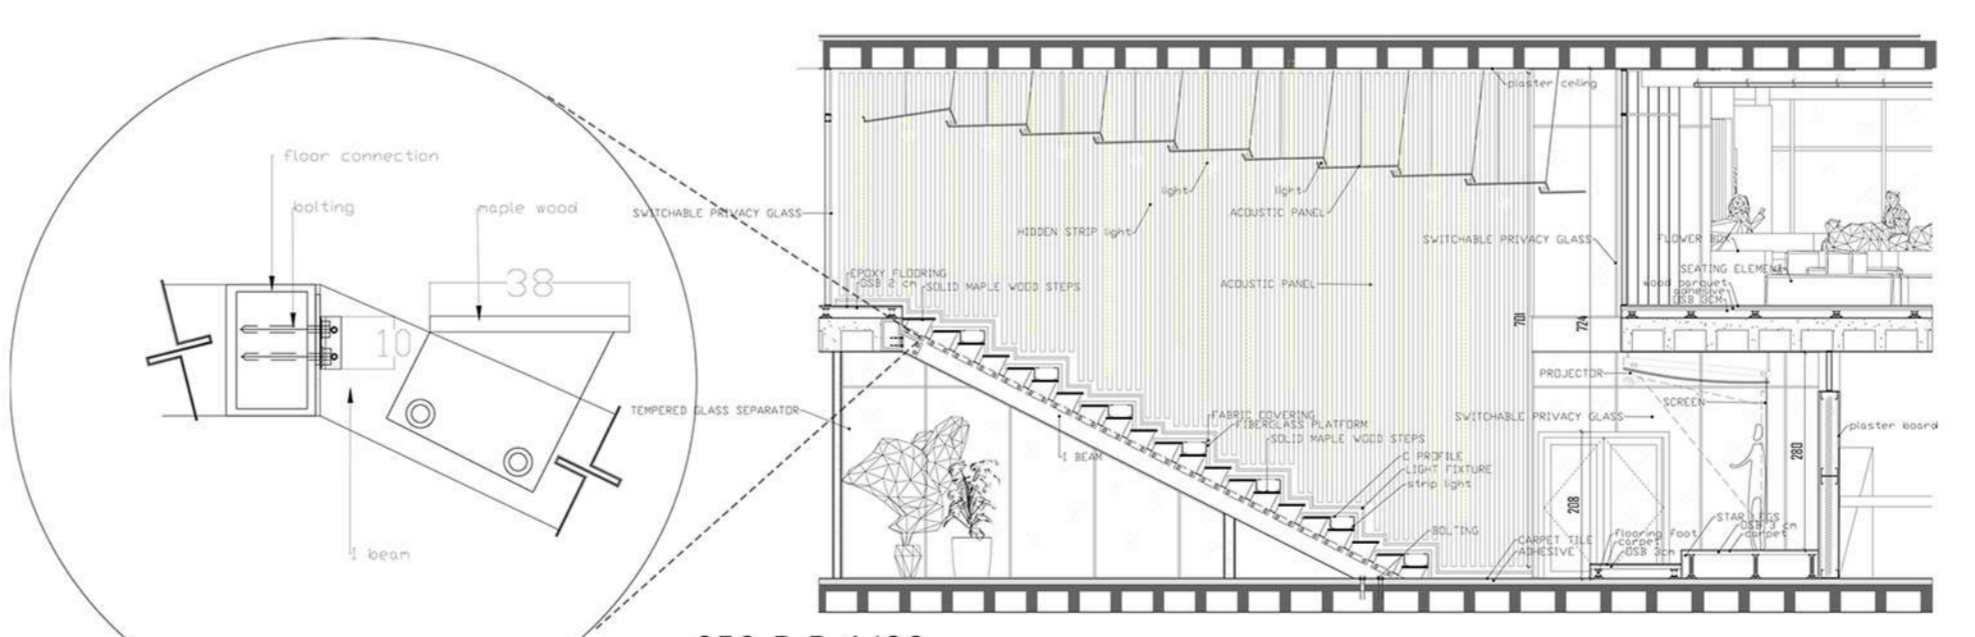 floor connection
bolting
maple wood
38
10
I beam
plaster ceiling
light
light
SWITCHABLE PRIVACY GLASS
ACOUSTIC PANEL
HIDDEN STRIP light
SWITCHABLE PRIVACY GLASS
FLOWER BOX
SEATING ELEMENT
EPOXY FLOORING
OSB 2 cm
SOLID MAPLE WOOD STEPS
ACOUSTIC PANEL
wood parquet
adhesive
OSB 3CM
701
724
PROJECTOR
SCREEN
TEMPERED GLASS SEPARATOR
FABRIC COVERING
FIBERGLASS PLATFORM
SWITCHABLE PRIVACY GLASS
plaster board
SOLID MAPLE WOOD STEPS
I BEAM
C PROFILE
LIGHT FIXTURE
strip light
280
208
BOLTING
STAR LEGS
OSB 3 cm
carpet
CARPET TILE
ADHESIVE
flooring foot
carpet
OSB 3cm